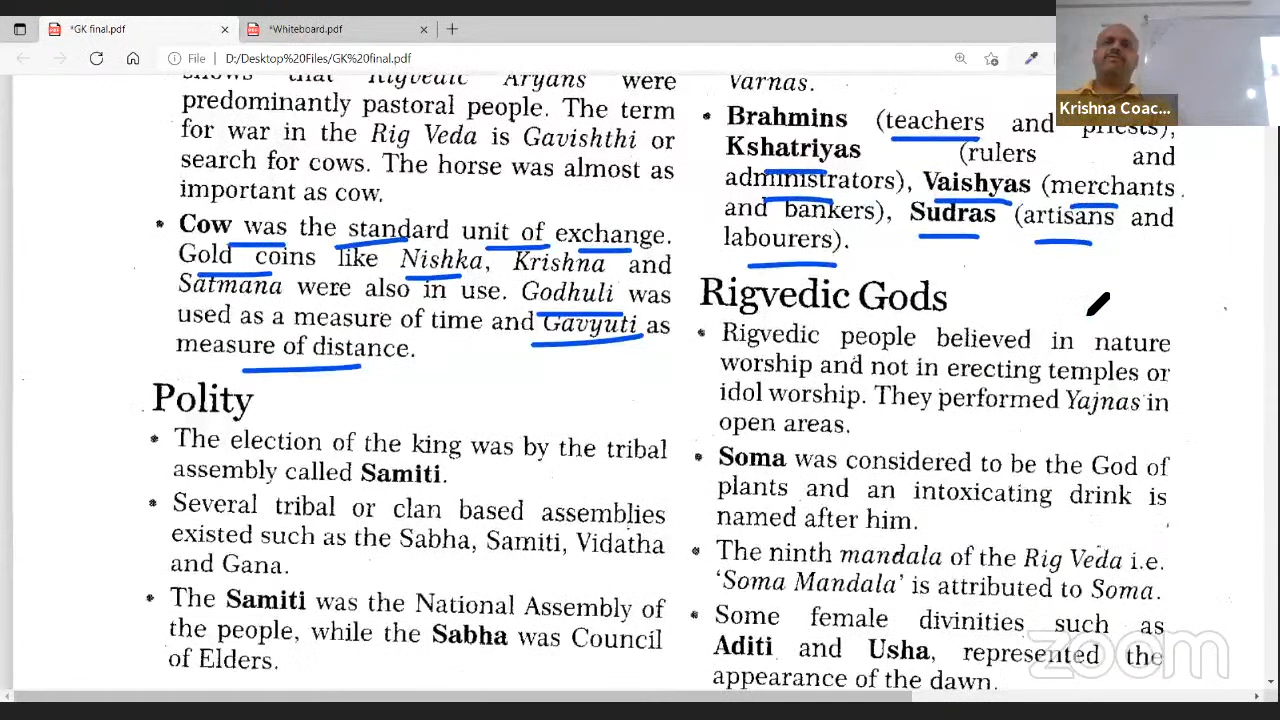 *GK final.pdf
*Whiteboard.pdf
File
D:/Desktop%20Files/GK%20final.pdf
Krishna Coac...
shows that Rigvedic Aryans were
predominantly pastoral people. The term
for war in the Rig Veda is Gavishthi or
search for cows. The horse was almost as
important as cow.
• Cow was the standard unit of exchange.
Gold coins like Nishka, Krishna and
Satmana were also in use. Godhuli was
used as a measure of time and Gavyuti as
measure of distance.
Polity
• The election of the king was by the tribal
assembly called Samiti.
• Several tribal or clan based assemblies
existed such as the Sabha, Samiti, Vidatha
and Gana.
• The Samiti was the National Assembly of
the people, while the Sabha was Council
of Elders.
Varnas.
• Brahmins (teachers and priests),
Kshatriyas (rulers and
administrators), Vaishyas (merchants
and bankers), Sudras (artisans and
labourers).
Rigvedic Gods
• Rigvedic people believed in nature
worship and not in erecting temples or
idol worship. They performed Yajnas in
open areas.
• Soma was considered to be the God of
plants and an intoxicating drink is
named after him.
• The ninth mandala of the Rig Veda i.e.
‘Soma Mandala’ is attributed to Soma.
• Some female divinities such as
Aditi and Usha, represented the
appearance of the dawn.
zoom